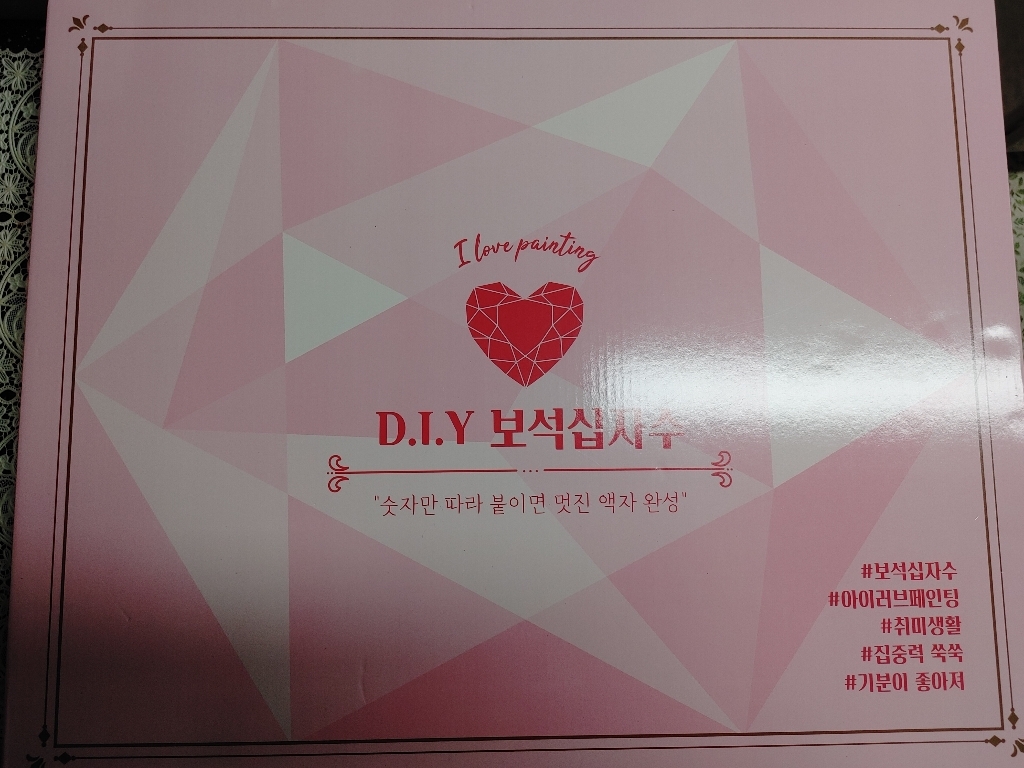 I love painting
D.I.Y 보석십자수
"숫자만 따라 붙이면 멋진 액자 완성"
#보석십자수
#아이러브페인팅
#취미생활
#집중력 쑥쑥
#기분이 좋아저